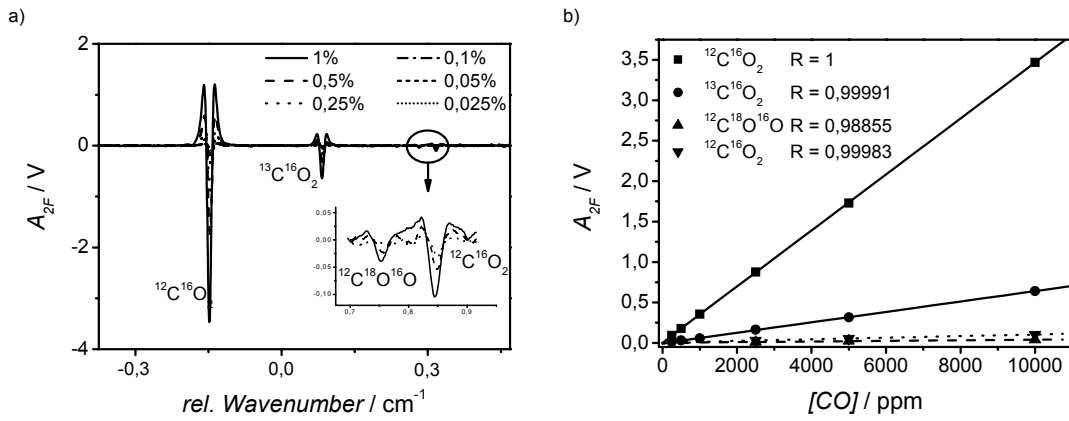 a)
2
0
-2
-4
A2F / V
1%
0,1%
0,5%
0,05%
0,25%
0,025%
¹³C¹⁶O₂
¹²C¹⁶O₂
0,05
0,00
-0,05
-0,10
¹²C¹⁸O¹⁶O
¹²C¹⁶O₂
0,7
0,8
0,9
-0,3
0,0
0,3
rel. Wavenumber / cm⁻¹
b)
3,5
3,0
2,5
2,0
1,5
1,0
0,5
0,0
A2F / V
¹²C¹⁶O₂ R = 1
¹³C¹⁶O₂ R = 0,99991
¹²C¹⁸O¹⁶O R = 0,98855
¹²C¹⁶O₂ R = 0,99983
0
2000
4000
6000
8000
10000
[CO] / ppm